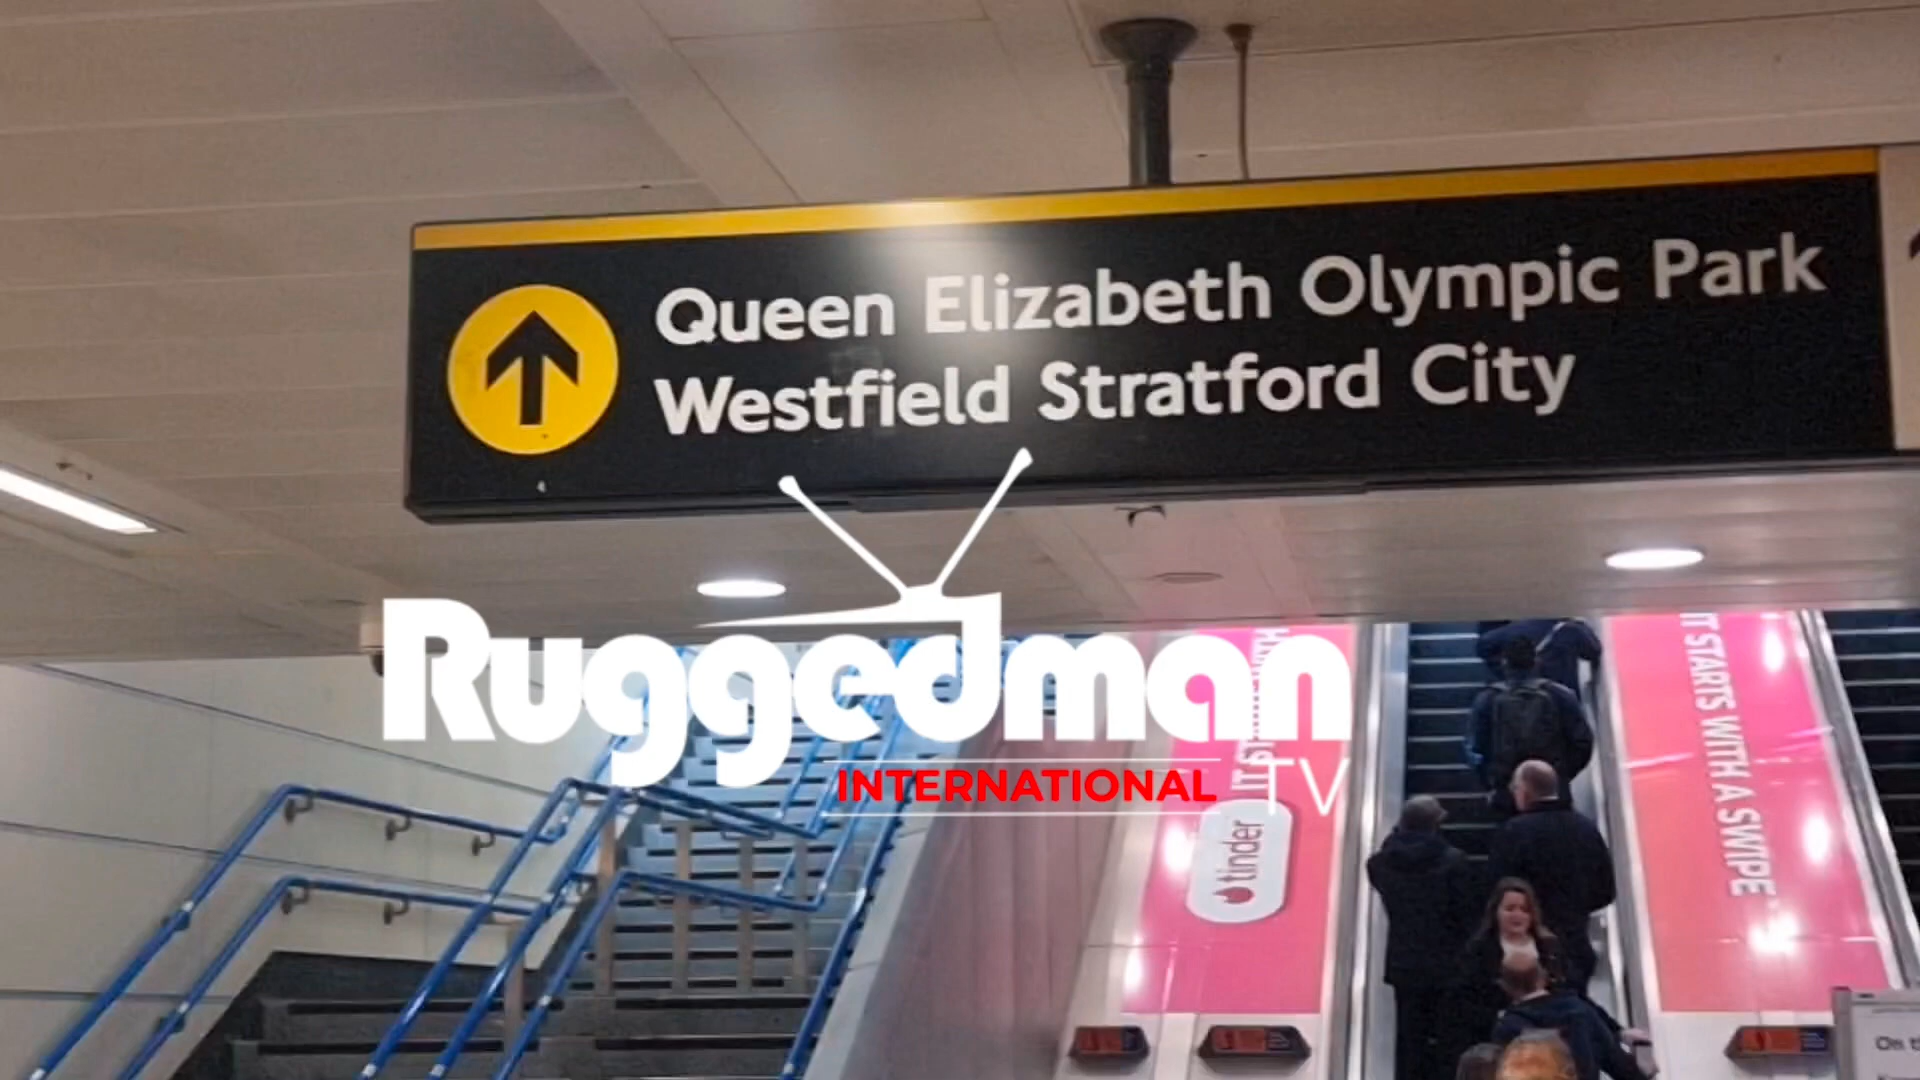 Queen Elizabeth Olympic Park
Westfield Stratford City
Ruggedman
INTERNATIONAL TV
tinder
IT STARTS WITH A SWIPE